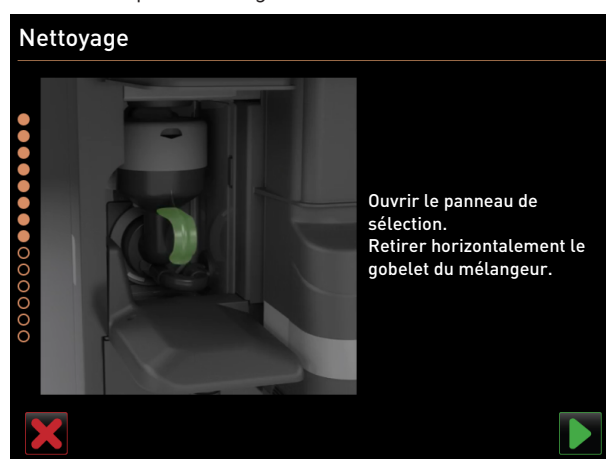 Nettoyage
Ouvrir le panneau de
sélection.
Retirer horizontalement le
gobelet du mélangeur.